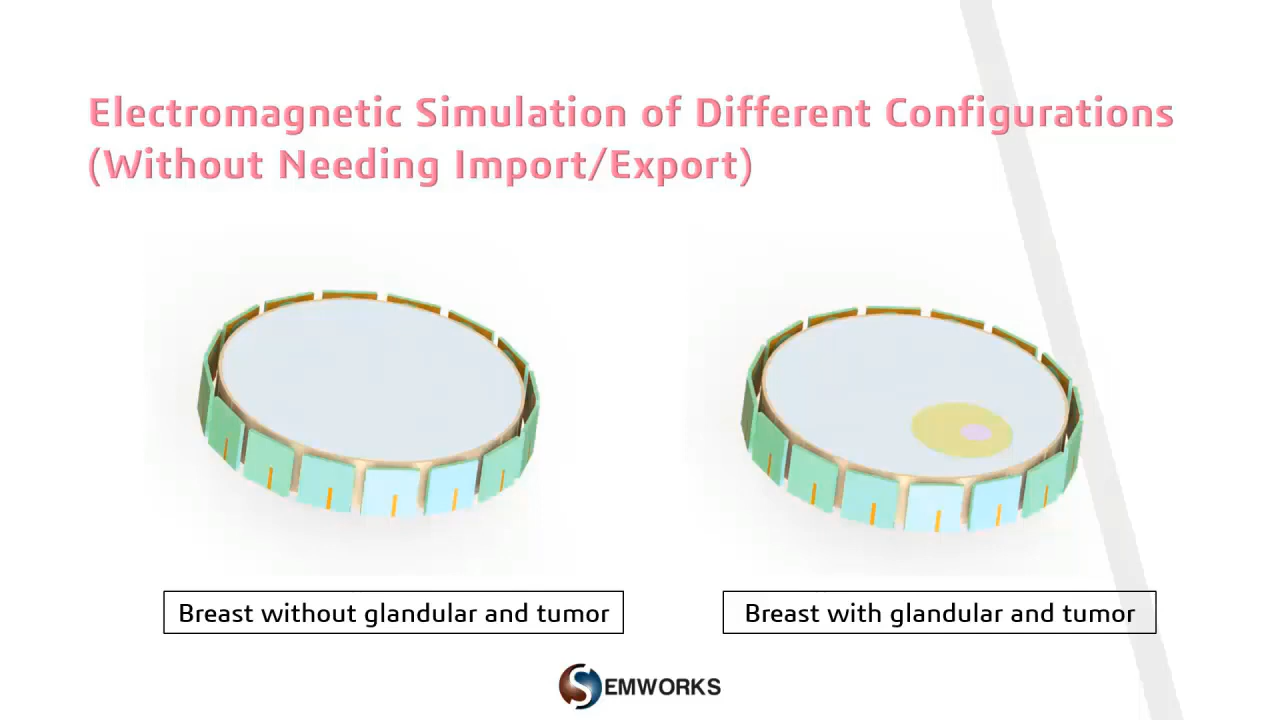 Electromagnetic Simulation of Different Configurations
(Without Needing Import/Export)
Breast without glandular and tumor
Breast with glandular and tumor
EMWORKS